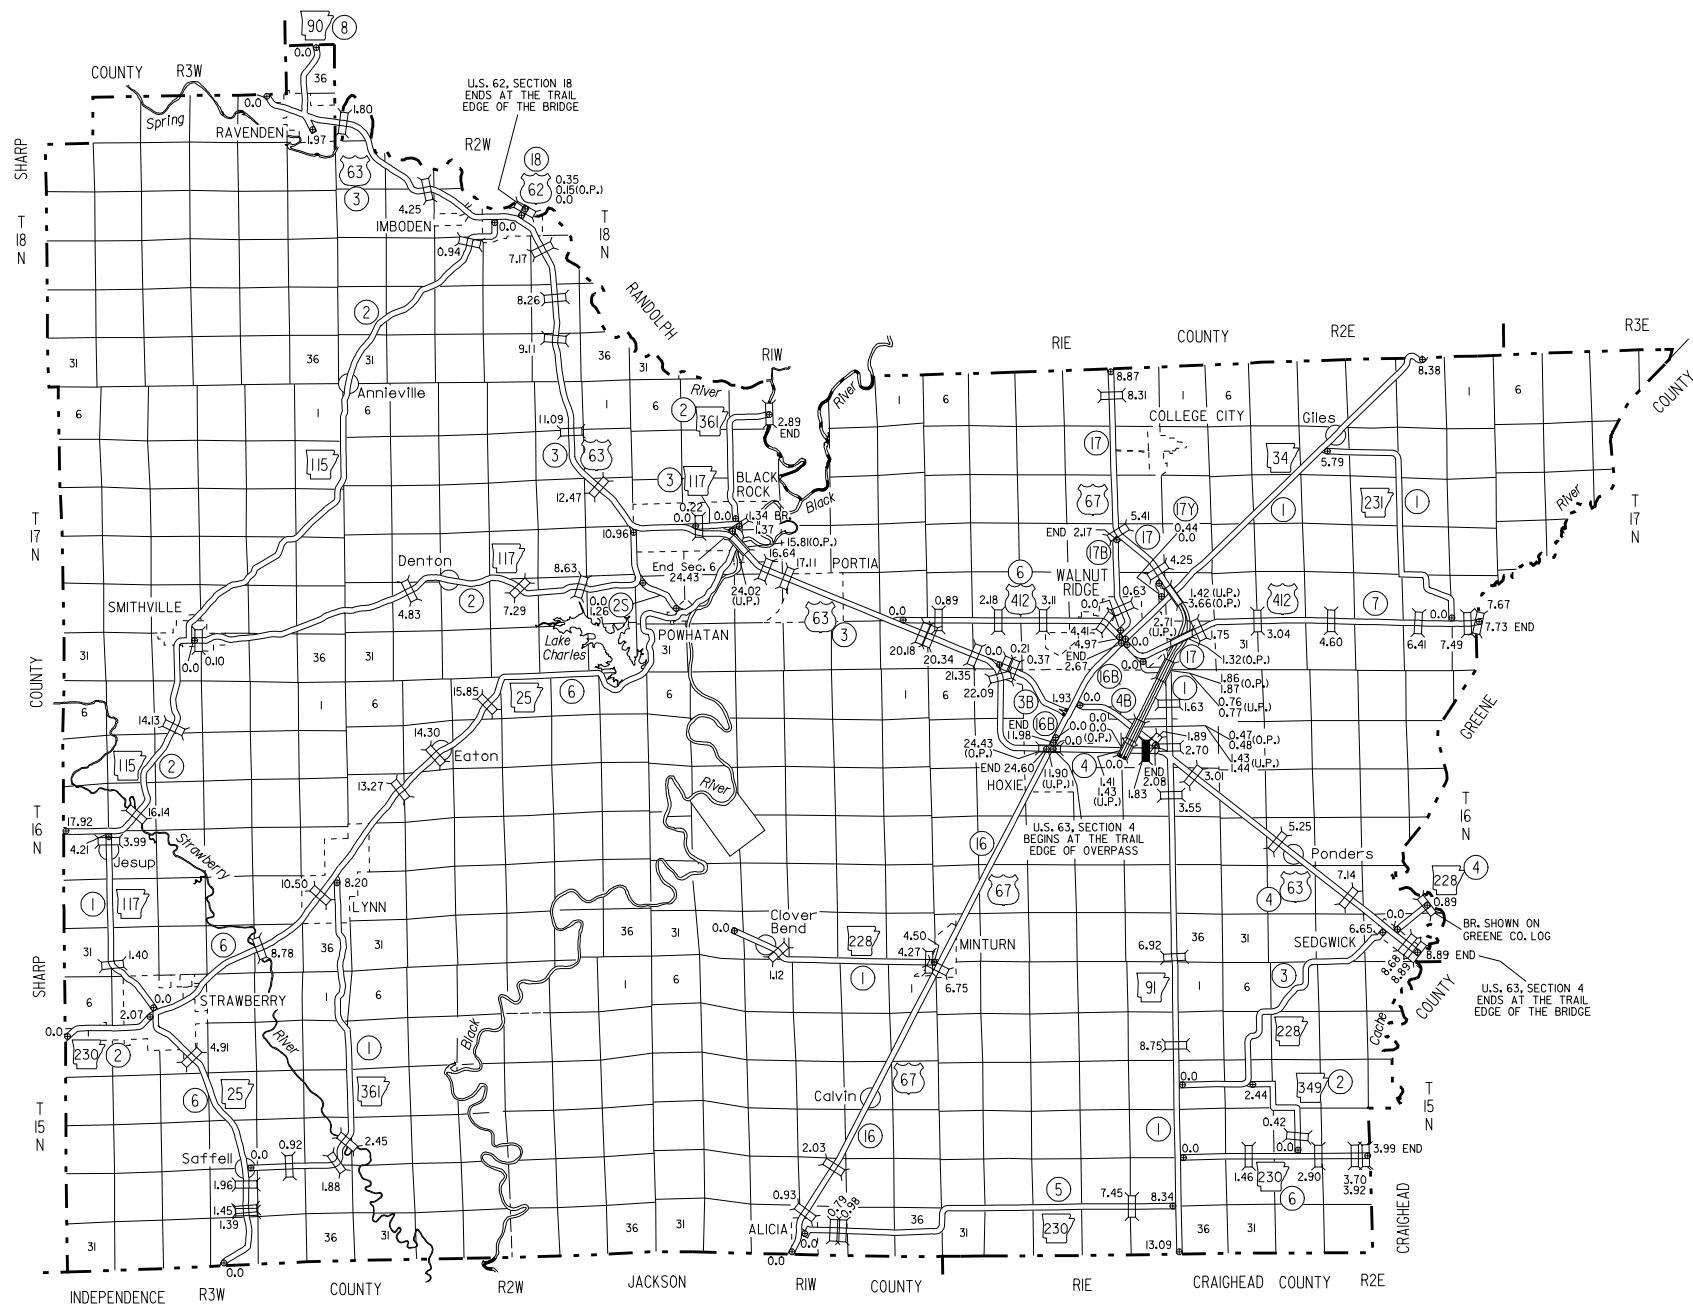 90
8
0.0
COUNTY
R3W
36
U.S. 62, SECTION 18
ENDS AT THE TRAIL
EDGE OF THE BRIDGE
0.0
1.80
Spring
RAVENDEN
1.97
SHARP
R2W
63
3
18
62
0.35
0.15(O.P.)
0.0
4.25
IMBODEN
0.0
T
18
N
T
18
N
0.94
7.17
8.26
RANDOLPH
2
9.11
31
36
31
36
31
R1W
R1E
COUNTY
R2E
R3E
COUNTY
River
River
8.87
8.38
Annieville
6
1
6
1
6
2
361
2.89
END
1
6
8.31
1
6
COLLEGE CITY
Giles
1
6
11.09
3
63
115
17
34
5.79
3
117
BLACK
ROCK
12.47
Black
67
231
1
River
T
17
N
T
17
N
0.22
0.0
0.0
1.34 BR.
1.37
10.96
15.81(O.P.)
16.64
17.11
PORTIA
END 2.17
5.41
17
17Y
0.44
0.0
1
17B
4.25
Denton
117
8.63
End Sec. 6
24.43
6
412
WALNUT
RIDGE
0.63
1.42 (U.P.)
3.66(O.P.)
412
7
7.67
SMITHVILLE
4.83
2
7.29
0.0
1.26
2S
24.02
(U.P.)
63
3
0.0
0.89
2.18
3.11
0.0
2.71
(U.P.)
0.0
7.73 END
POWHATAN
4.41
4.97
0.0
1.75
31
3.04
4.60
6.41
7.49
Lake
Charles
31
0.0
0.10
31
36
31
20.18
20.34
0.0
0.21
0.37
END
2.67
0.0
17
1.32(O.P.)
COUNTY
21.35
22.09
16B
1
1.86(O.P.)
1.87
0.76
0.77(U.P.)
6
1
6
15.85
25
6
6
1
6
3B
1.93
0.0
4B
1.63
GREENE
14.13
14.30
END
11.98
16B
0.0
0.0
(O.P.)
0.0
1.89
0.47(O.P.)
0.48
1.43
1.44(U.P.)
24.43
(O.P.)
2.70
115
2
Eaton
END 24.60
4
0.0
END
2.08
13.27
River
HOXIE
11.90
(U.P.)
1.41
1.43
(U.P.)
1.83
3.01
3.55
16.14
17.92
T
16
N
T
16
N
4.21
3.99
Jesup
Strawberry
U.S. 63, SECTION 4
BEGINS AT THE TRAIL
EDGE OF OVERPASS
16
5.25
Ponders
10.50
8.20
67
7.14
228
4
1
117
LYNN
4
63
0.89
Clover
Bend
0.0
228
4.50
4.27
MINTURN
0.0
6.65
BR. SHOWN ON
GREENE CO. LOG
6
8.78
31
36
31
36
31
36
31
SEDGWICK
8.89 END
8.68
8.89
1.40
1.12
1
6.75
6.92
3
SHARP
6
STRAWBERRY
1
6
1
6
1
91
1
6
U.S. 63, SECTION 4
ENDS AT THE TRAIL
EDGE OF THE BRIDGE
COUNTY
0.0
2.07
0.0
230
2
River
Black
228
Cache
4.91
1
8.75
25
361
67
0.0
349
2
6
Calvin
2.44
T
15
N
T
15
N
16
0.42
1
Saffell
0.0
0.92
2.45
2.03
0.0
0.0
3.99 END
1.96
1.88
1.46
230
2.90
3.70
3.92
1.45
1.39
0.93
0.79
0.98
5
7.45
8.34
6
31
36
31
36
31
ALICIA
0.0
36
31
230
36
31
CRAIGHEAD
13.09
0.0
0.0
INDEPENDENCE
R3W
COUNTY
R2W
JACKSON
R1W
COUNTY
R1E
CRAIGHEAD
COUNTY
R2E